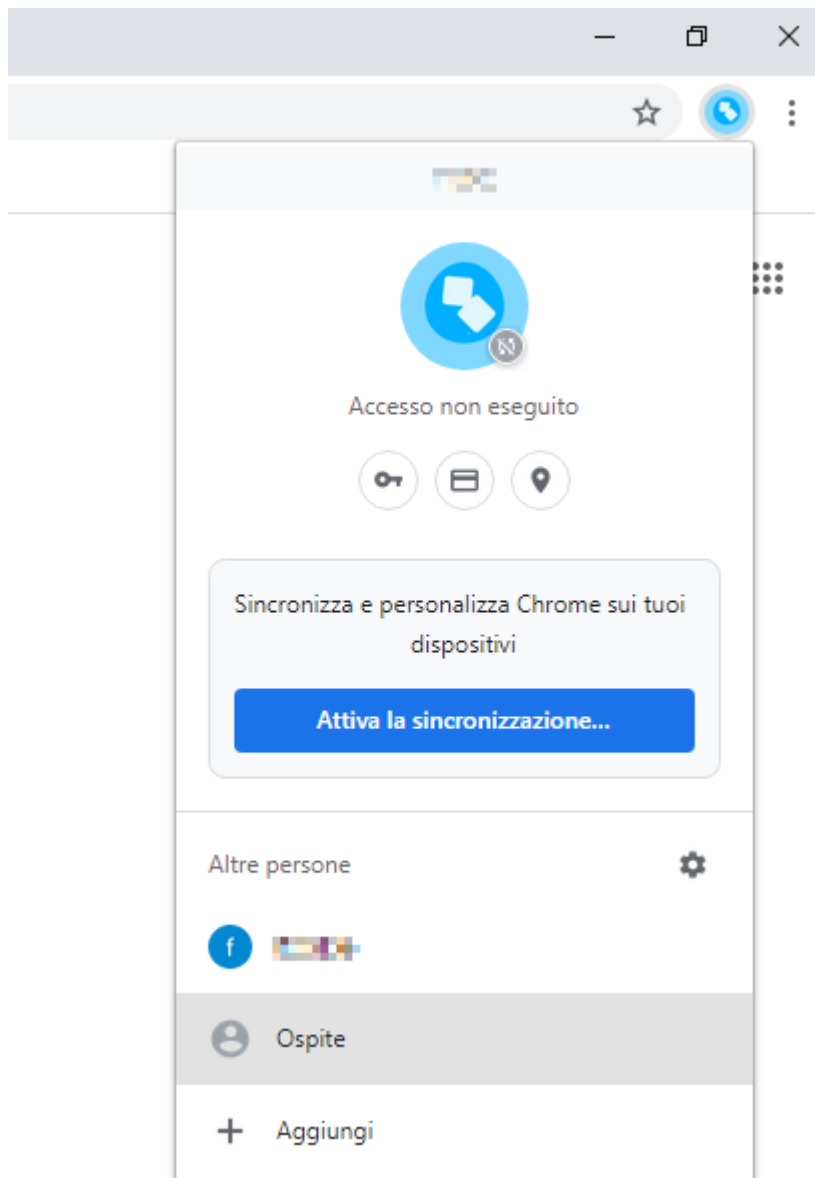 Accesso non eseguito
Sincronizza e personalizza Chrome sui tuoi
dispositivi
Attiva la sincronizzazione...
Altre persone
f
Ospite
Aggiungi